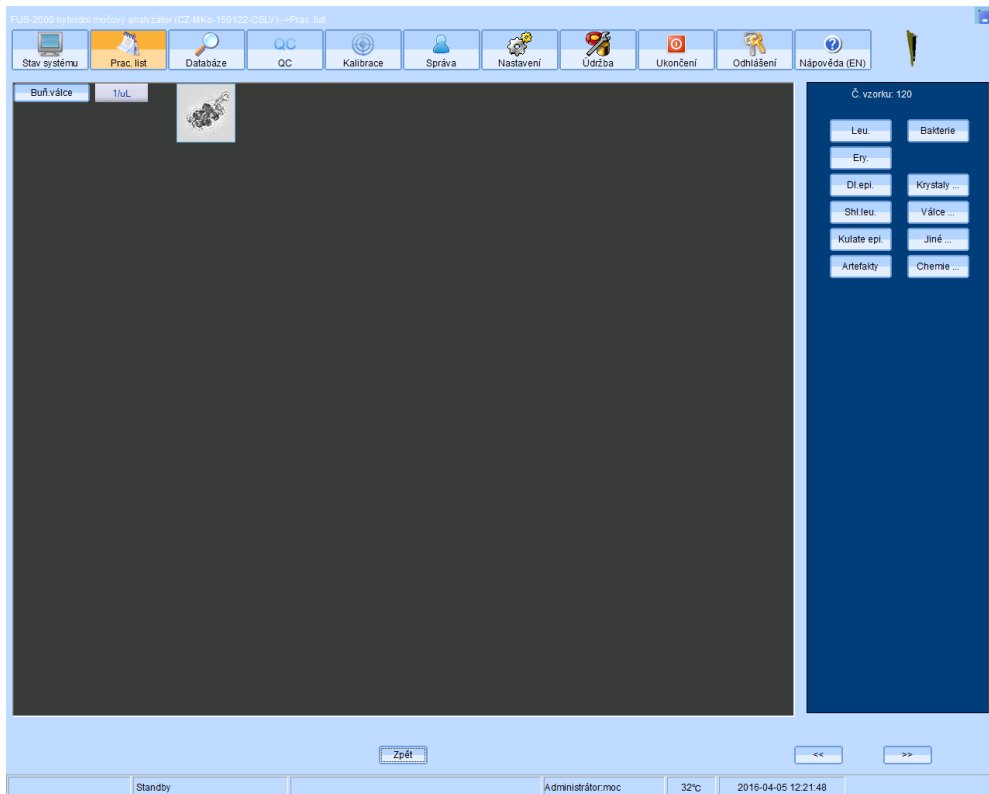 FUS-2000 hybridní močový analyzátor (CZ-MKo-150122-CSLV)-->Prac. list
Stav systému
Prac. list
Databáze
QC
QC
Kalibrace
Správa
Nastavení
Údržba
Ukončení
Odhlášení
Nápověda (EN)
Buň.válce 1/uL
Č. vzorku: 120
Leu. Bakterie
Ery.
Dl.epi. Krystaly ...
Shl.leu. Válce ...
Kulate epi. Jiné ...
Artefakty Chemie ...
Zpět << >>
Standby Administrátor:moc 32℃ 2016-04-05 12:21:48